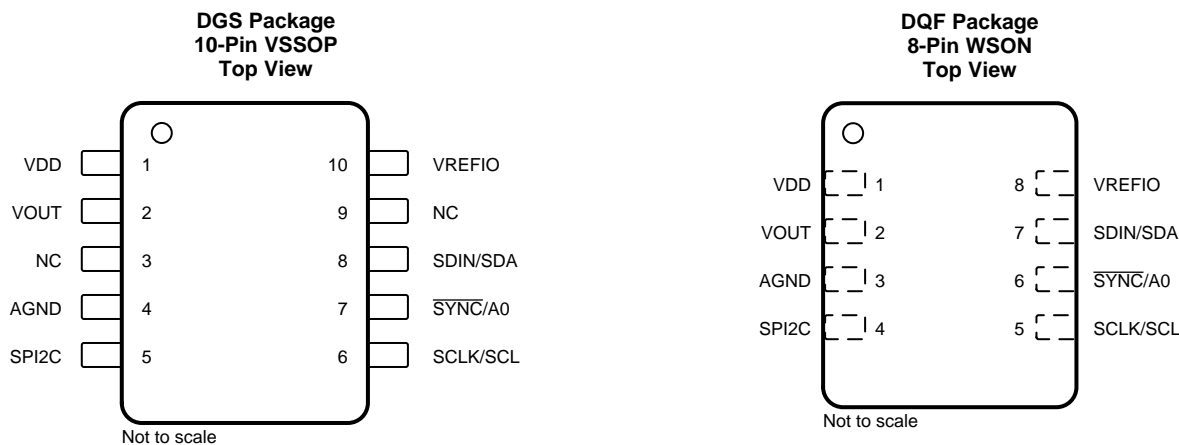 DGS Package
10-Pin VSSOP
Top View
VDD 1 10 VREFIO
VOUT 2 9 NC
NC 3 8 SDIN/SDA
AGND 4 7 SYNC/A0
SPI2C 5 6 SCLK/SCL
Not to scale
DQF Package
8-Pin WSON
Top View
VDD 1 8 VREFIO
VOUT 2 7 SDIN/SDA
AGND 3 6 SYNC/A0
SPI2C 4 5 SCLK/SCL
Not to scale